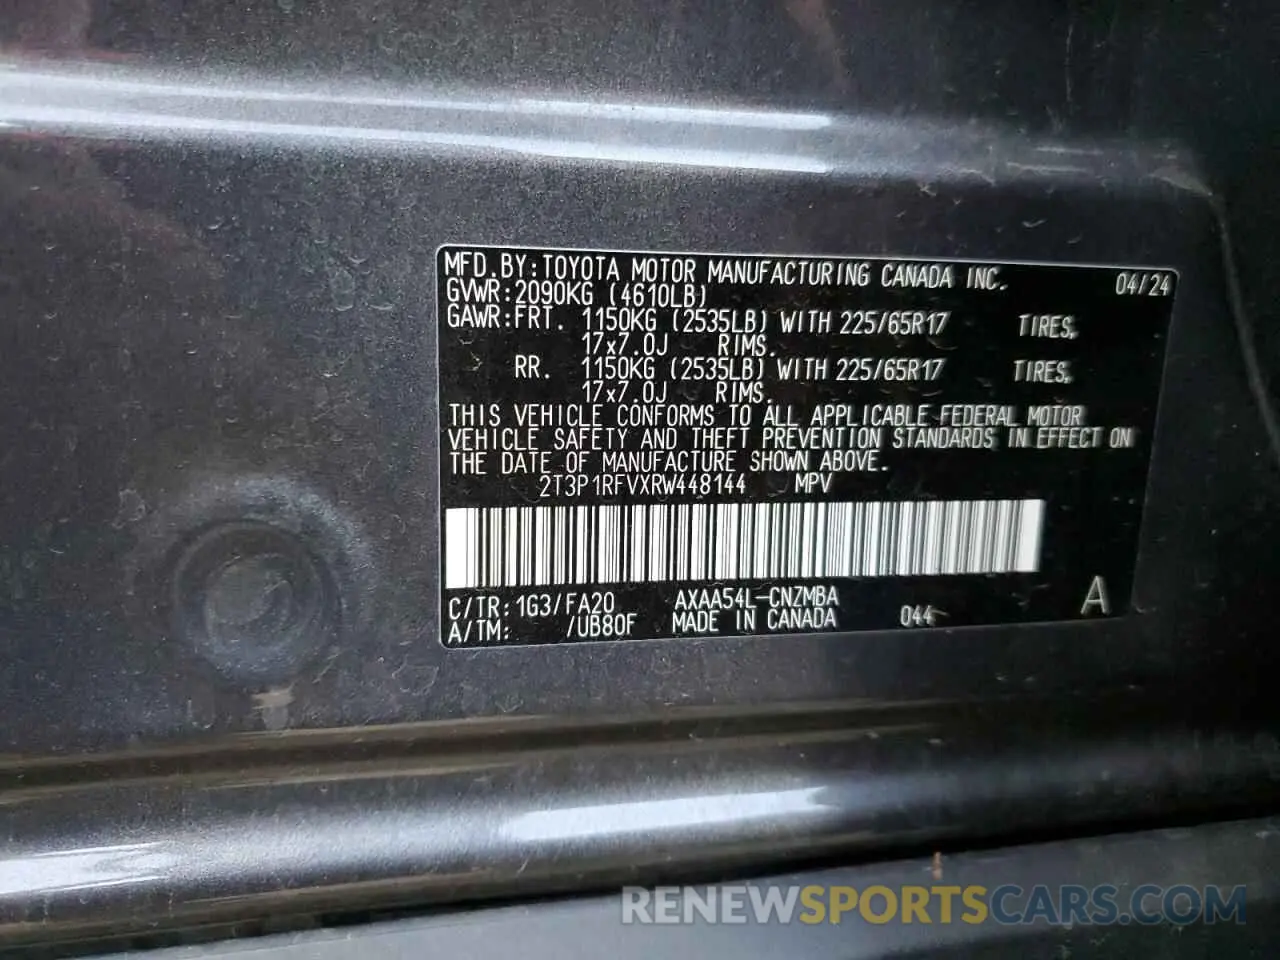 MFD.BY:TOYOTA MOTOR MANUFACTURING CANADA INC. 04/24
GVWR:2090KG (4610LB)
GAWR:FRT. 1150KG (2535LB) WITH 225/65R17 TIRES,
17x7.0J RIMS.
RR. 1150KG (2535LB) WITH 225/65R17 TIRES,
17x7.0J RIMS.
THIS VEHICLE CONFORMS TO ALL APPLICABLE FEDERAL MOTOR
VEHICLE SAFETY AND THEFT PREVENTION STANDARDS IN EFFECT ON
THE DATE OF MANUFACTURE SHOWN ABOVE.
2T3P1RFVXRW448144 MPV
C/TR:1G3/FA20 AXAA54L-CNZMBA
A/TM: /UB80F MADE IN CANADA 044 A
RENEWSPORTSCARS.COM